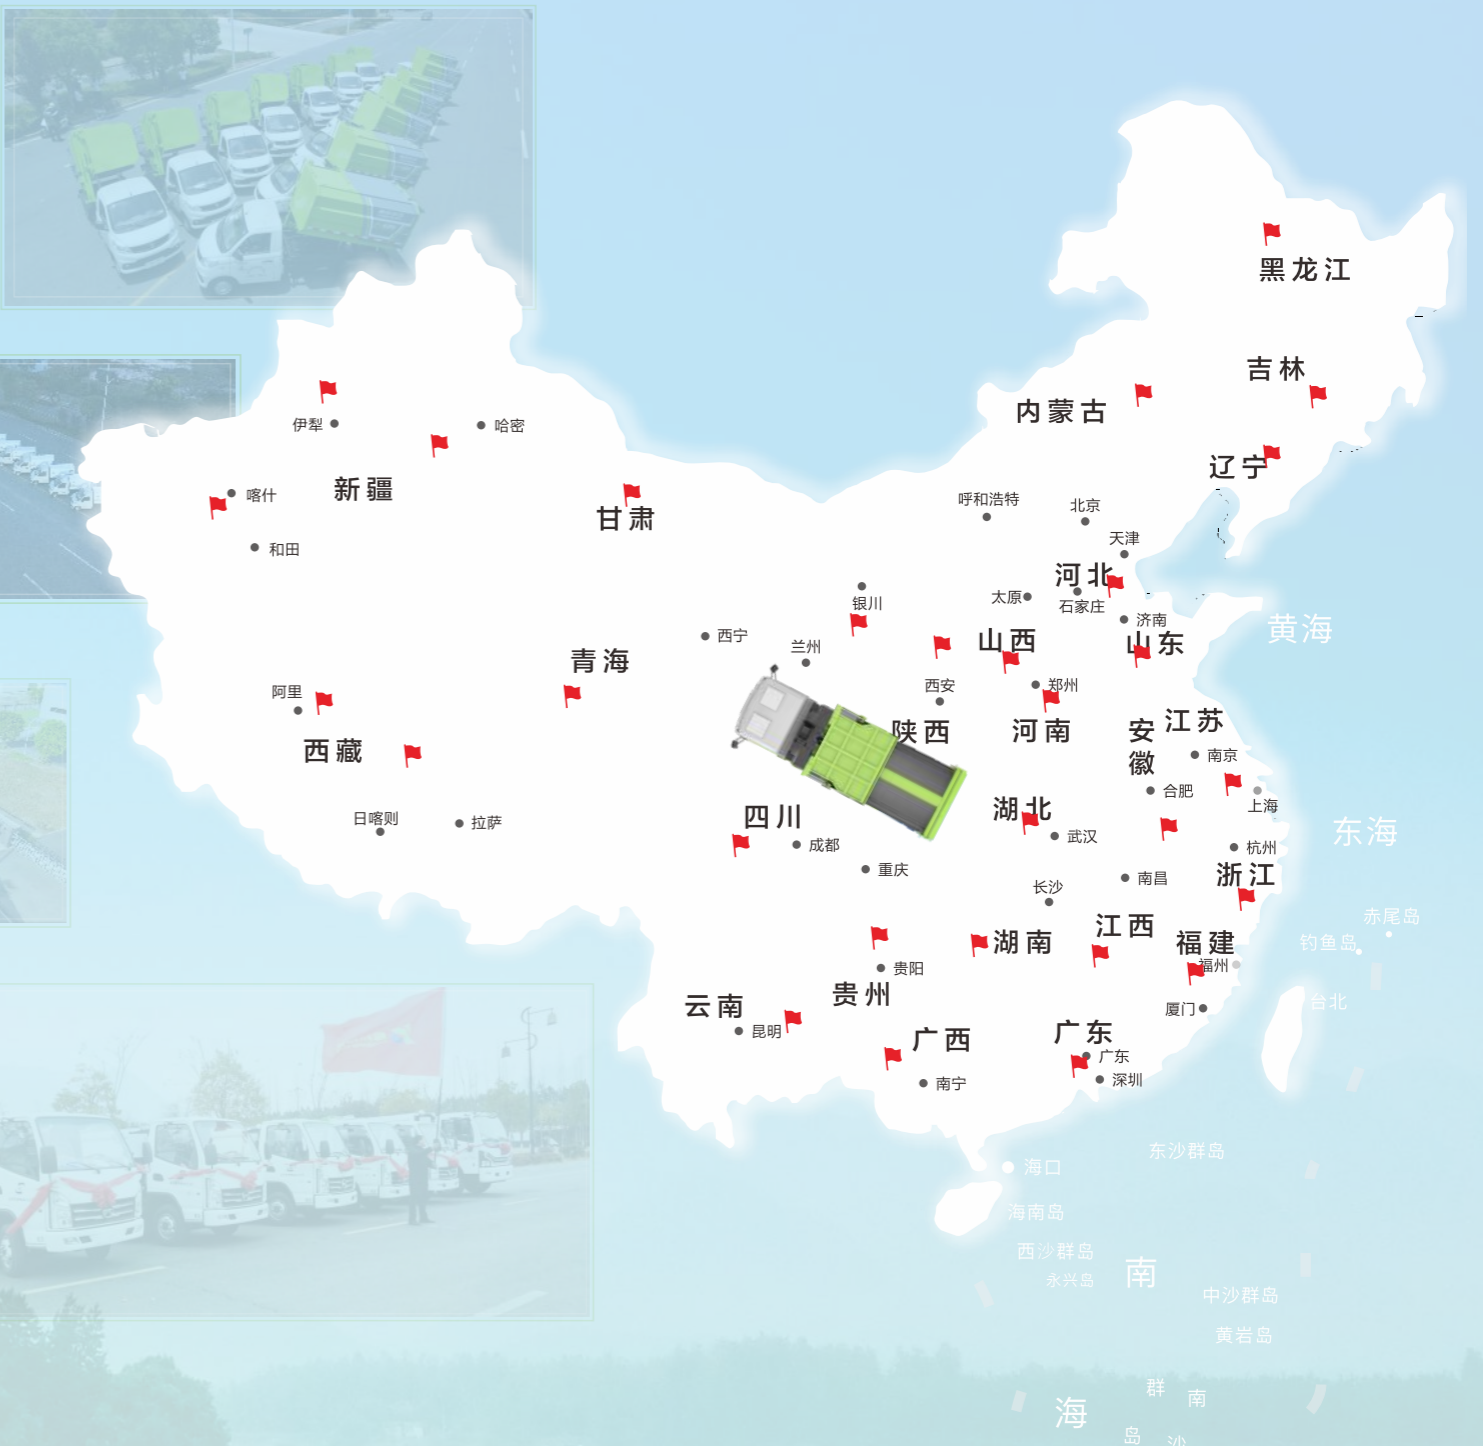 黑龙江
吉林
内蒙古
辽宁
伊犁
哈密
新疆
喀什
和田
甘肃
呼和浩特
北京
天津
河北
石家庄
太原
银川
济南
黄海
西宁
兰州
山西
山东
青海
阿里
西安
郑州
西藏
陕西
河南
安徽
江苏
南京
合肥
上海
四川
湖北
东海
日喀则
拉萨
成都
武汉
杭州
重庆
长沙
南昌
浙江
赤尾岛
江西
湖南
福建
钓鱼岛
贵阳
福州
贵州
台北
云南
厦门
昆明
广西
广东
广东
南宁
深圳
东沙群岛
海口
海南岛
西沙群岛
南
永兴岛
中沙群岛
黄岩岛
群
南
海
岛
沙